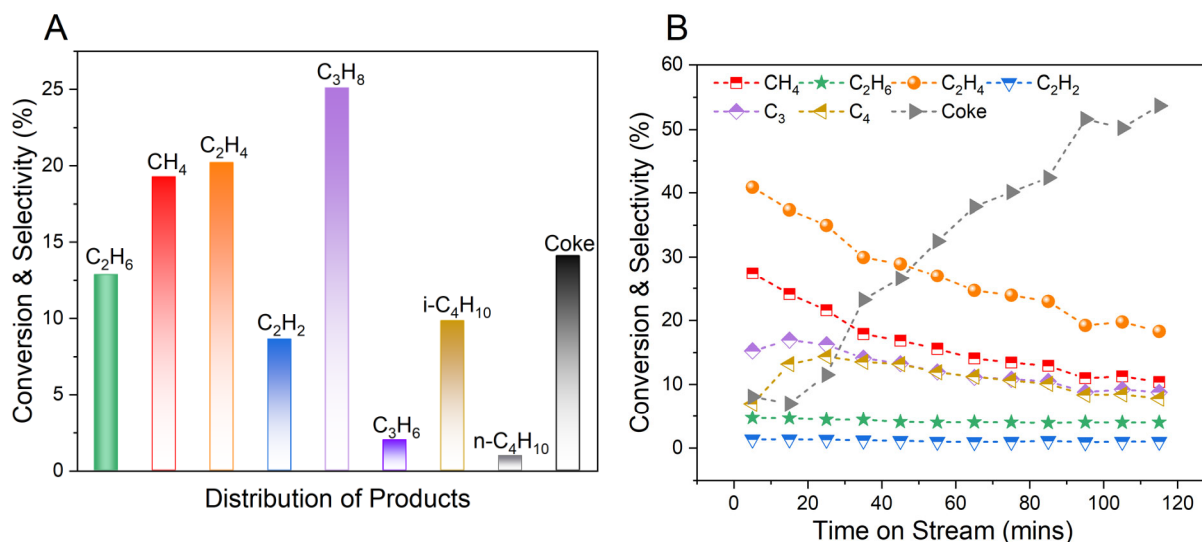 A
Conversion & Selectivity (%)
25
20
15
10
5
0
C₂H₆
CH₄
C₂H₄
C₂H₂
C₃H₈
C₃H₆
i-C₄H₁₀
n-C₄H₁₀
Coke
Distribution of Products
B
Conversion & Selectivity (%)
60
50
40
30
20
10
0
CH₄ C₂H₆ C₂H₄ C₂H₂
C₃ C₄ Coke
0 20 40 60 80 100 120
Time on Stream (mins)